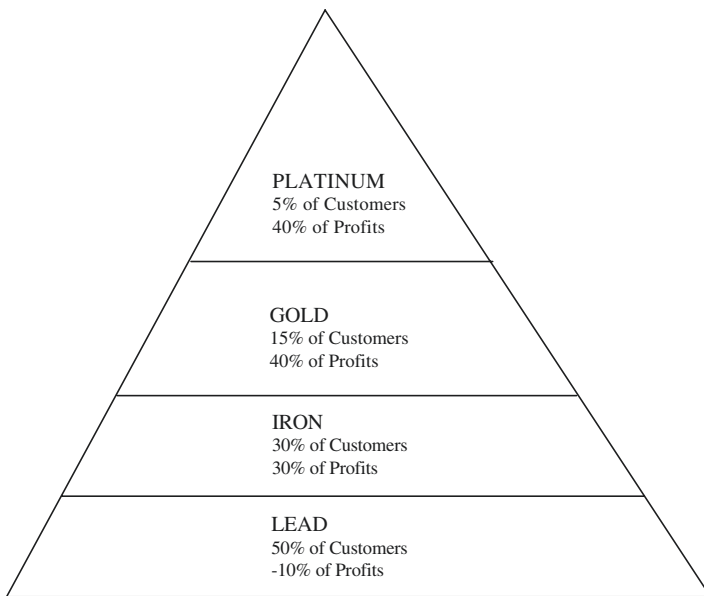 PLATINUM
5% of Customers
40% of Profits
GOLD
15% of Customers
40% of Profits
IRON
30% of Customers
30% of Profits
LEAD
50% of Customers
-10% of Profits